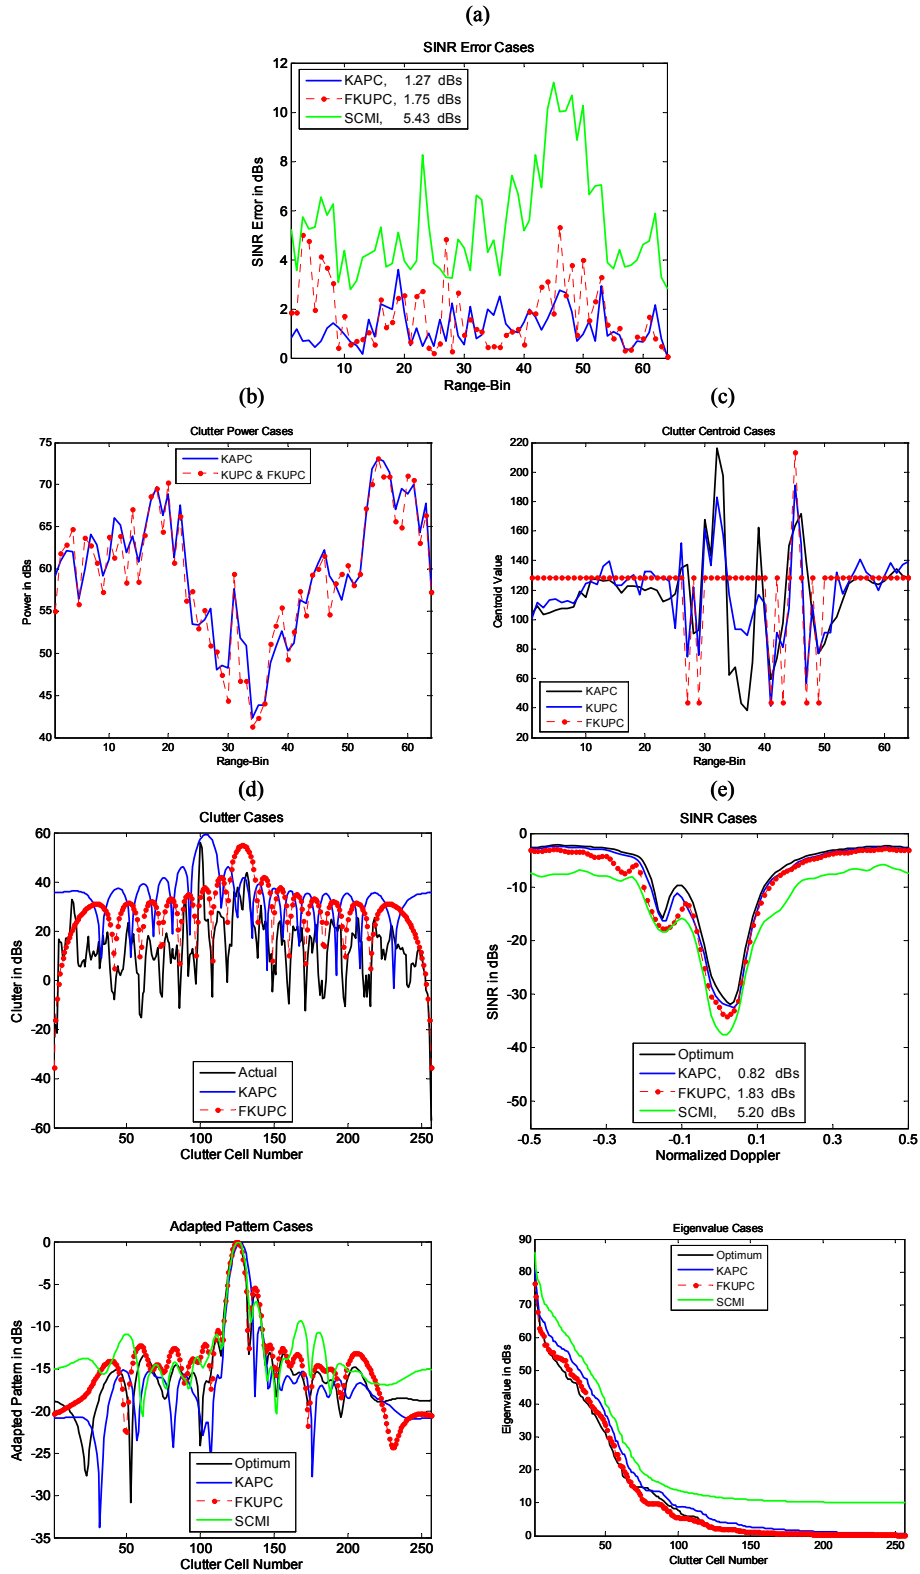 (a)
SINR Error Cases
KAPC, 1.27 dBs
FKUPC, 1.75 dBs
SCMI, 5.43 dBs
12
10
8
6
4
2
0
SINR Error in dBs
10 20 30 40 50 60
Range-Bin
(b)
Clutter Power Cases
KAPC
KUPC & FKUPC
75
70
65
60
55
50
45
40
Power in dBs
10 20 30 40 50 60
Range-Bin
(c)
Clutter Centroid Cases
220
200
180
160
140
120
100
80
60
40
20
Centroid Value
KAPC
KUPC
FKUPC
10 20 30 40 50 60
Range-Bin
(d)
Clutter Cases
60
40
20
0
-20
-40
-60
Clutter in dBs
Actual
KAPC
FKUPC
50 100 150 200 250
Clutter Cell Number
(e)
SINR Cases
0
-10
-20
-30
-40
-50
SINR in dBs
Optimum
KAPC, 0.82 dBs
FKUPC, 1.83 dBs
SCMI, 5.20 dBs
-0.5 -0.3 -0.1 0.1 0.3 0.5
Normalized Doppler
Adapted Pattern Cases
0
-5
-10
-15
-20
-25
-30
-35
Adapted Pattern in dBs
Optimum
KAPC
FKUPC
SCMI
50 100 150 200 250
Clutter Cell Number
Eigenvalue Cases
Optimum
KAPC
FKUPC
SCMI
90
80
70
60
50
40
30
20
10
0
Eigenvalue in dBs
50 100 150 200 250
Clutter Cell Number